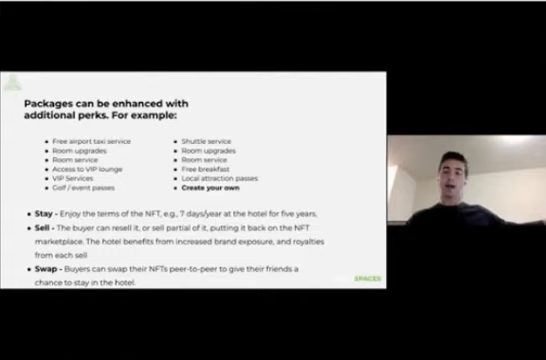 Packages can be enhanced with
additional perks. For example:
Free airport taxi service
Room upgrades
Room service
Access to VIP lounge
VIP Services
Golf / event passes
Shuttle service
Room upgrades
Room service
Free breakfast
Local attraction passes
Create your own
Stay - Enjoy the terms of the NFT, e.g., 7 days/year at the hotel for five years.
Sell - The buyer can resell it, or sell partial of it, putting it back on the NFT
marketplace. The hotel benefits from increased brand exposure, and royalties
from each sell
Swap - Buyers can swap their NFTs peer-to-peer to give their friends a
chance to stay in the hotel.
SPACES